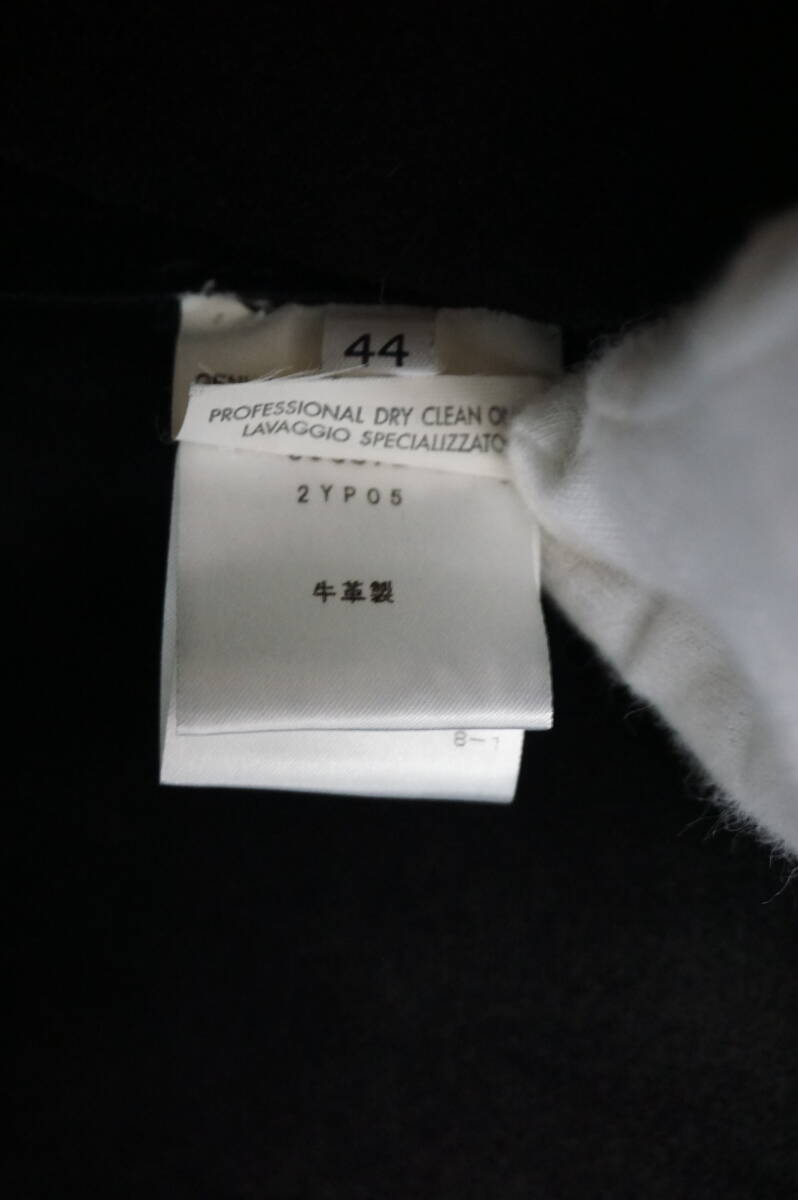 44
PROFESSIONAL DRY CLEAN
LAVAGGIO SPECIALIZZATO
2YP05
牛革製
8-1